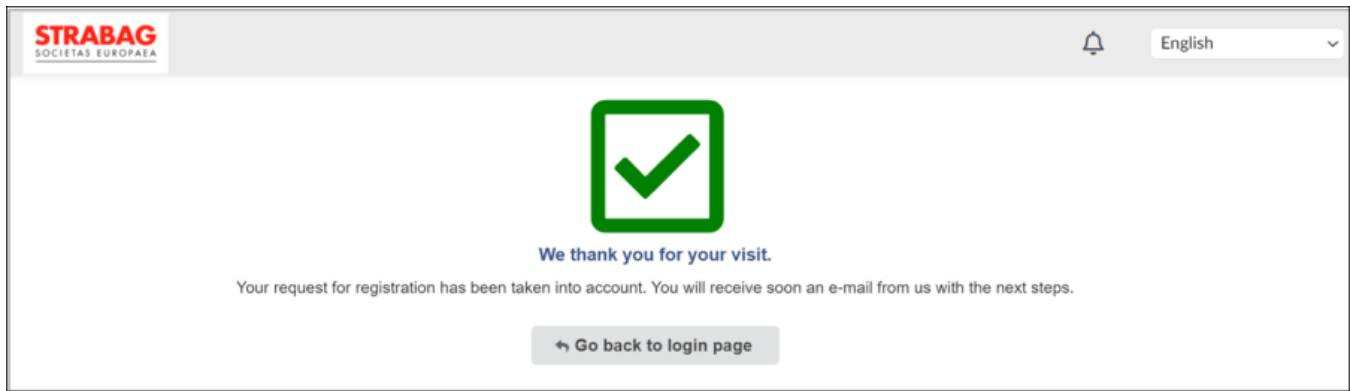 STRABAG
SOCIETAS EUROPAEA
English
We thank you for your visit.
Your request for registration has been taken into account. You will receive soon an e-mail from us with the next steps.
Go back to login page